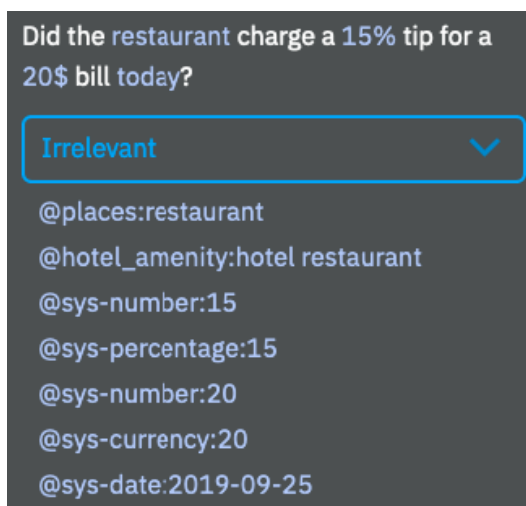 Did the restaurant charge a 15% tip for a
20$ bill today?
Irrelevant
@places:restaurant
@hotel_amenity:hotel restaurant
@sys-number:15
@sys-percentage:15
@sys-number:20
@sys-currency:20
@sys-date:2019-09-25